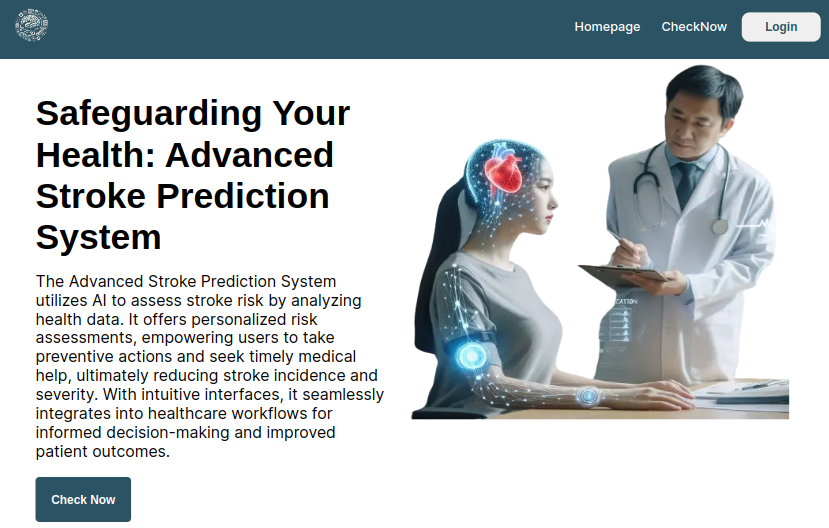 Homepage
CheckNow
Login
Safeguarding Your
Health: Advanced
Stroke Prediction
System
The Advanced Stroke Prediction System
utilizes AI to assess stroke risk by analyzing
health data. It offers personalized risk
assessments, empowering users to take
preventive actions and seek timely medical
help, ultimately reducing stroke incidence and
severity. With intuitive interfaces, it seamlessly
integrates into healthcare workflows for
informed decision-making and improved
patient outcomes.
Check Now